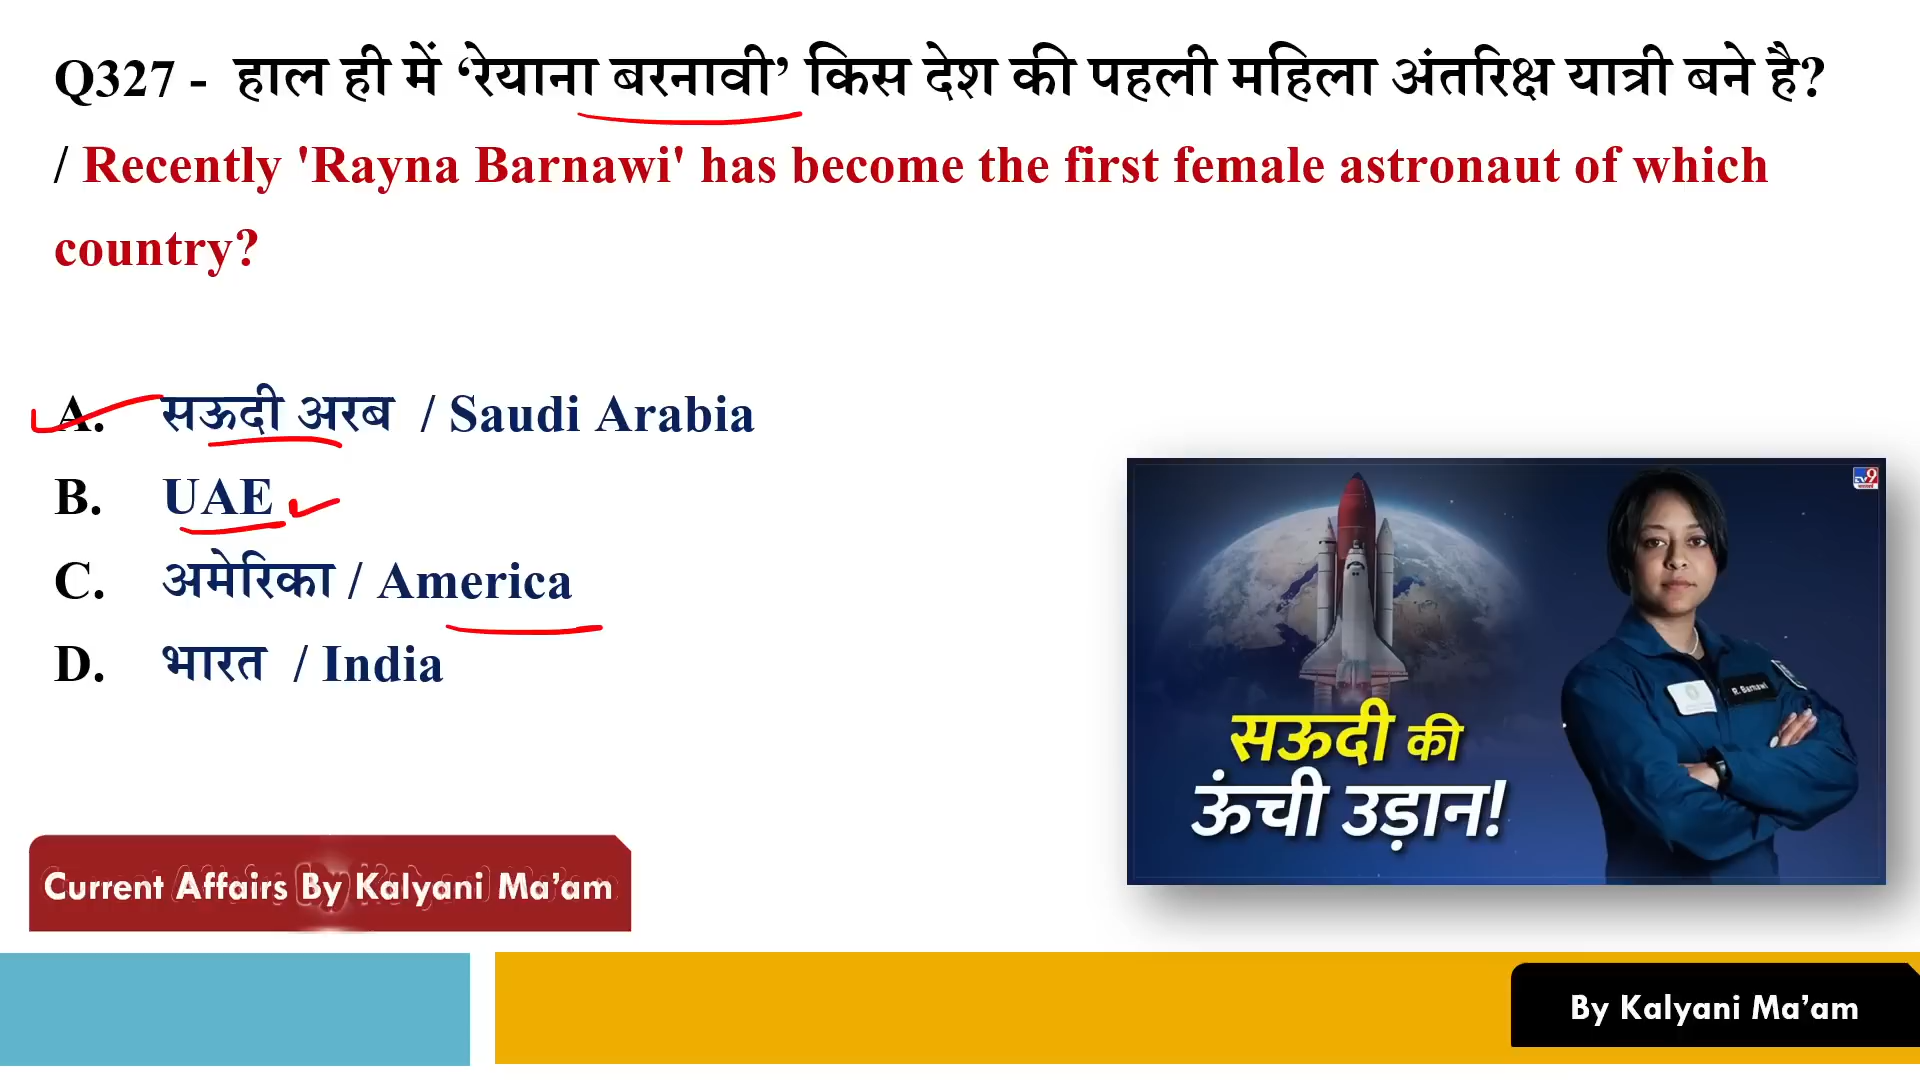 Q327 - हाल ही में ‘रेयाना बरनावी’ किस देश की पहली महिला अंतरिक्ष यात्री बने है?
/ Recently 'Rayna Barnawi' has become the first female astronaut of which
country?
A. सऊदी अरब / Saudi Arabia
B. UAE
C. अमेरिका / America
D. भारत / India
TV9
R. Barnawi
सऊदी की
ऊंची उड़ान!
Current Affairs By Kalyani Ma’am
By Kalyani Ma’am